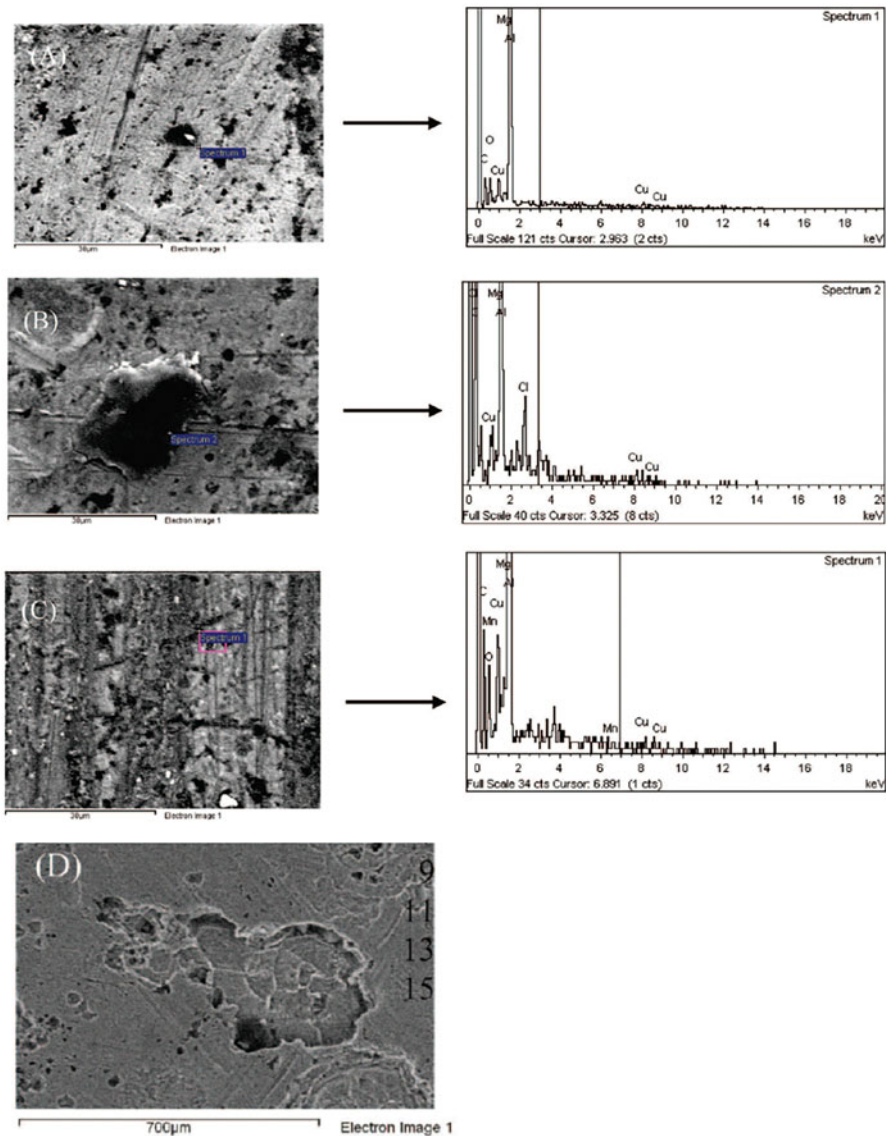 (A)
Spectrum 1
30µm
Electron Image 1
Spectrum 1
Mg
Al
O
C
Cu
Cu
Cu
0 2 4 6 8 10 12 14 16 18
Full Scale 121 cts Cursor: 2.963 (2 cts)
keV
(B)
Spectrum 2
30µm
Electron Image 1
Spectrum 2
Mg
Al
Cl
Cu
Cu
Cu
0 2 4 6 8 10 12 14 16 18 20
Full Scale 40 cts Cursor: 3.325 (8 cts)
keV
(C)
Spectrum 1
30µm
Electron Image 1
Spectrum 1
Mg
Al
C
Cu
Mn
O
Mn
Cu
Cu
0 2 4 6 8 10 12 14 16 18
Full Scale 34 cts Cursor: 6.891 (1 cts)
keV
(D)
9
11
13
15
700µm
Electron Image 1